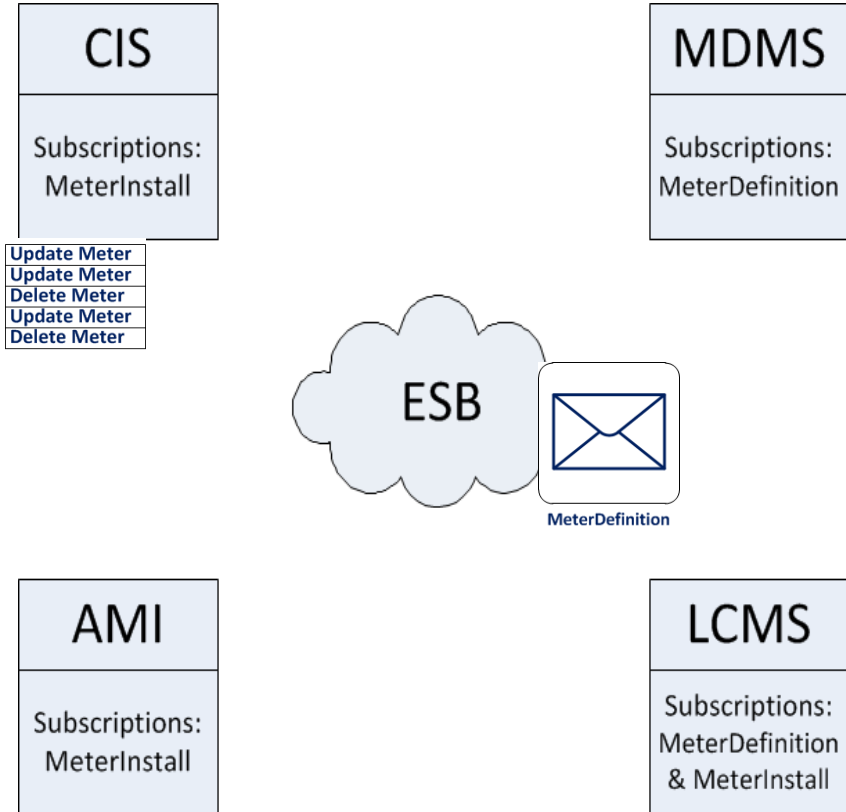 CIS
Subscriptions:
MeterInstall
Update Meter
Update Meter
Delete Meter
Update Meter
Delete Meter
MDMS
Subscriptions:
MeterDefinition
ESB
MeterDefinition
AMI
Subscriptions:
MeterInstall
LCMS
Subscriptions:
MeterDefinition
& MeterInstall